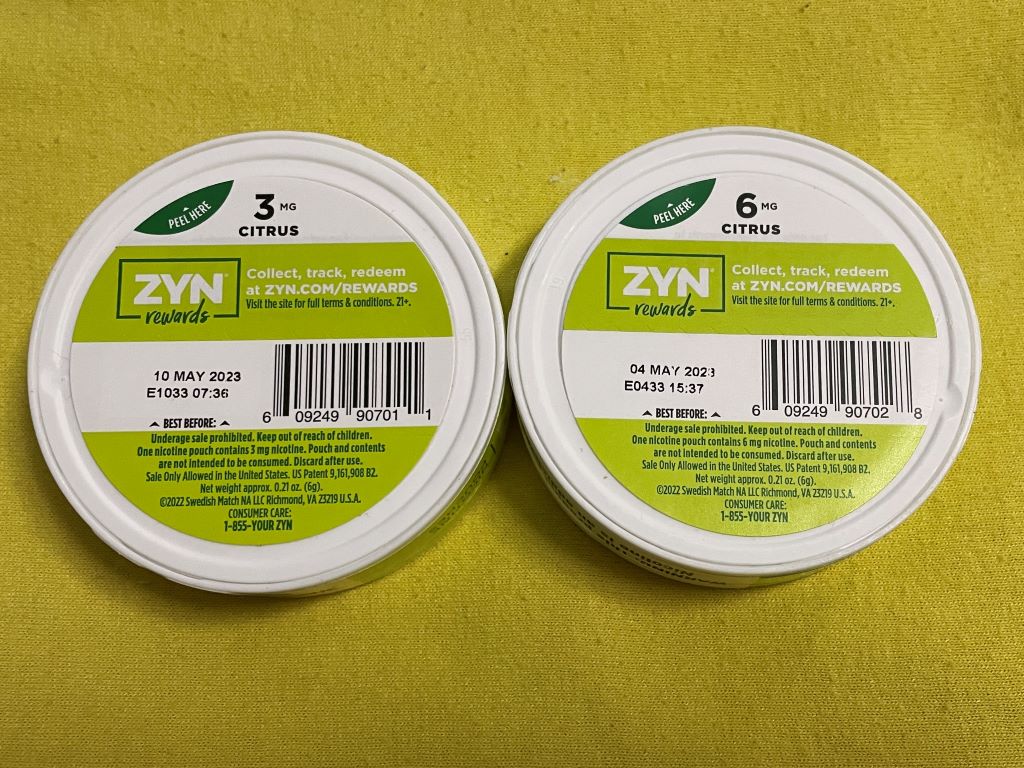 PEEL HERE
3 MG
CITRUS
ZYN®
rewards
Collect, track, redeem
at ZYN.COM/REWARDS
Visit the site for full terms & conditions. 21+.
10 MAY 2023
E1033 07:36
6 09249 90701 1
BEST BEFORE:
Underage sale prohibited. Keep out of reach of children.
One nicotine pouch contains 3 mg nicotine. Pouch and contents
are not intended to be consumed. Discard after use.
Sale Only Allowed in the United States. US Patent 9,161,908 B2.
Net weight approx. 0.21 oz. (6g).
©2022 Swedish Match NA LLC Richmond, VA 23219 U.S.A.
CONSUMER CARE:
1-855-YOUR ZYN
PEEL HERE
6 MG
CITRUS
ZYN®
rewards
Collect, track, redeem
at ZYN.COM/REWARDS
Visit the site for full terms & conditions. 21+.
04 MAY 2023
E0433 15:37
6 09249 90702 8
BEST BEFORE:
Underage sale prohibited. Keep out of reach of children.
One nicotine pouch contains 6 mg nicotine. Pouch and contents
are not intended to be consumed. Discard after use.
Sale Only Allowed in the United States. US Patent 9,161,908 B2.
Net weight approx. 0.21 oz. (6g).
©2022 Swedish Match NA LLC Richmond, VA 23219 U.S.A.
CONSUMER CARE:
1-855-YOUR ZYN